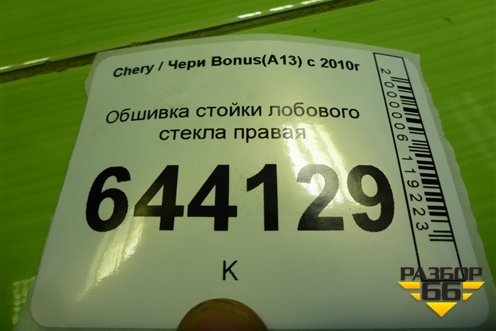 Chery / Чери Bonus(A13) с 2010г
Обшивка стойки лобового
стекла правая
644129
К
2000006119223
РАЗБОР
66